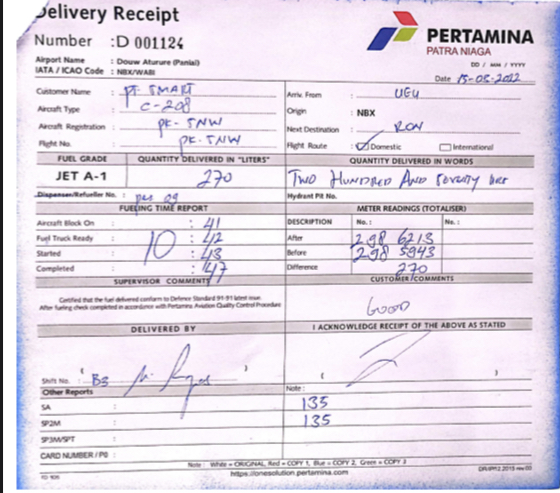 Delivery Receipt
Number : D 001124
PERTAMINA
PATRA NIAGA
Airport Name : Douw Aturure (Panial)
IATA / ICAO Code : NBX/WABI
DD / MM / YYYY
Date 15-08-2022
Customer Name : PT. SMART
Arriv. From : UGU
Aircraft Type : C-208
Origin : NBX
Aircraft Registration : PK-SNW
Next Destination :
Flight No. : PK-SNW
Flight Route : ☑ Domestic ☐ International
FUEL GRADE QUANTITY DELIVERED IN "LITERS" QUANTITY DELIVERED IN WORDS
JET A-1 270 TWO HUNDRED AND SEVENTY
Dispenser/Refueller No. : 09 Hydrant Pit No.
FUELING TIME REPORT METER READINGS (TOTALISER)
Aircraft Block On : 41 DESCRIPTION No. : No. :
Fuel Truck Ready : 10 : 42 After 298 6213
Started : 43 Before 298 5943
Completed : 47 Difference 270
SUPERVISOR COMMENTS CUSTOMER COMMENTS
Certified that the fuel delivered conform to Defence Standard 91-91 latest issue.
After fueling check completed in accordance with Pertamina Aviation Quality Control Procedure
GOOD
DELIVERED BY I ACKNOWLEDGE RECEIPT OF THE ABOVE AS STATED
( ) ( )
Shift No. : BS
Other Reports Note :
SA : 135
SP2M : 135
SP3M/SPT :
CARD NUMBER / PO :
Note : White = ORIGINAL, Red = COPY 1, Blue = COPY 2, Green = COPY 3
https://onesolution.pertamina.com